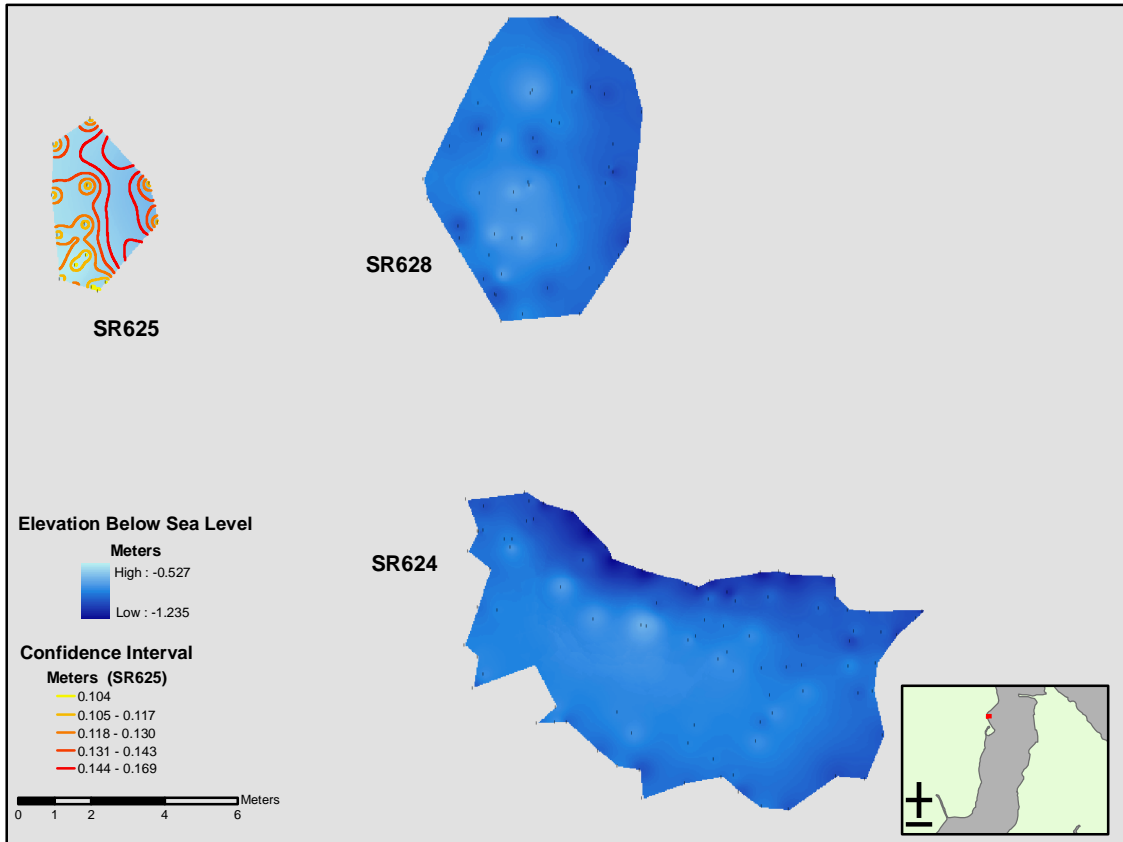 SR628
SR625
SR624
Elevation Below Sea Level
Meters
High : -0.527
Low : -1.235
Confidence Interval
Meters (SR625)
0.104
0.105 - 0.117
0.118 - 0.130
0.131 - 0.143
0.144 - 0.169
Meters
0 1 2 4 6